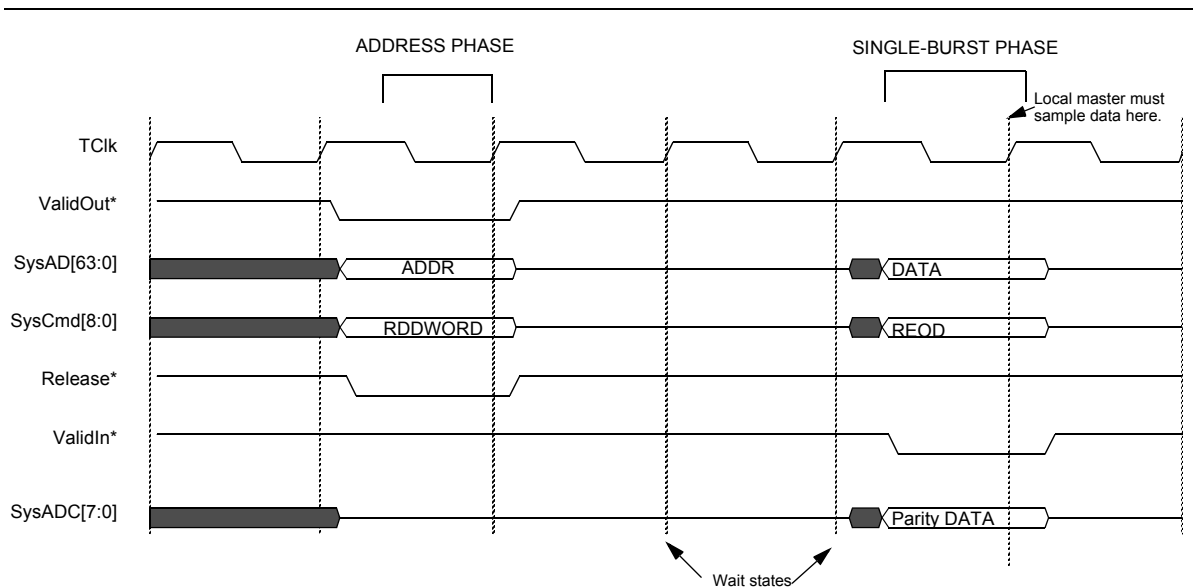 ADDRESS PHASE
SINGLE-BURST PHASE
Local master must
sample data here.
TClk
ValidOut*
SysAD[63:0]
ADDR
DATA
SysCmd[8:0]
RDDWORD
REOD
Release*
ValidIn*
SysADC[7:0]
Parity DATA
Wait states